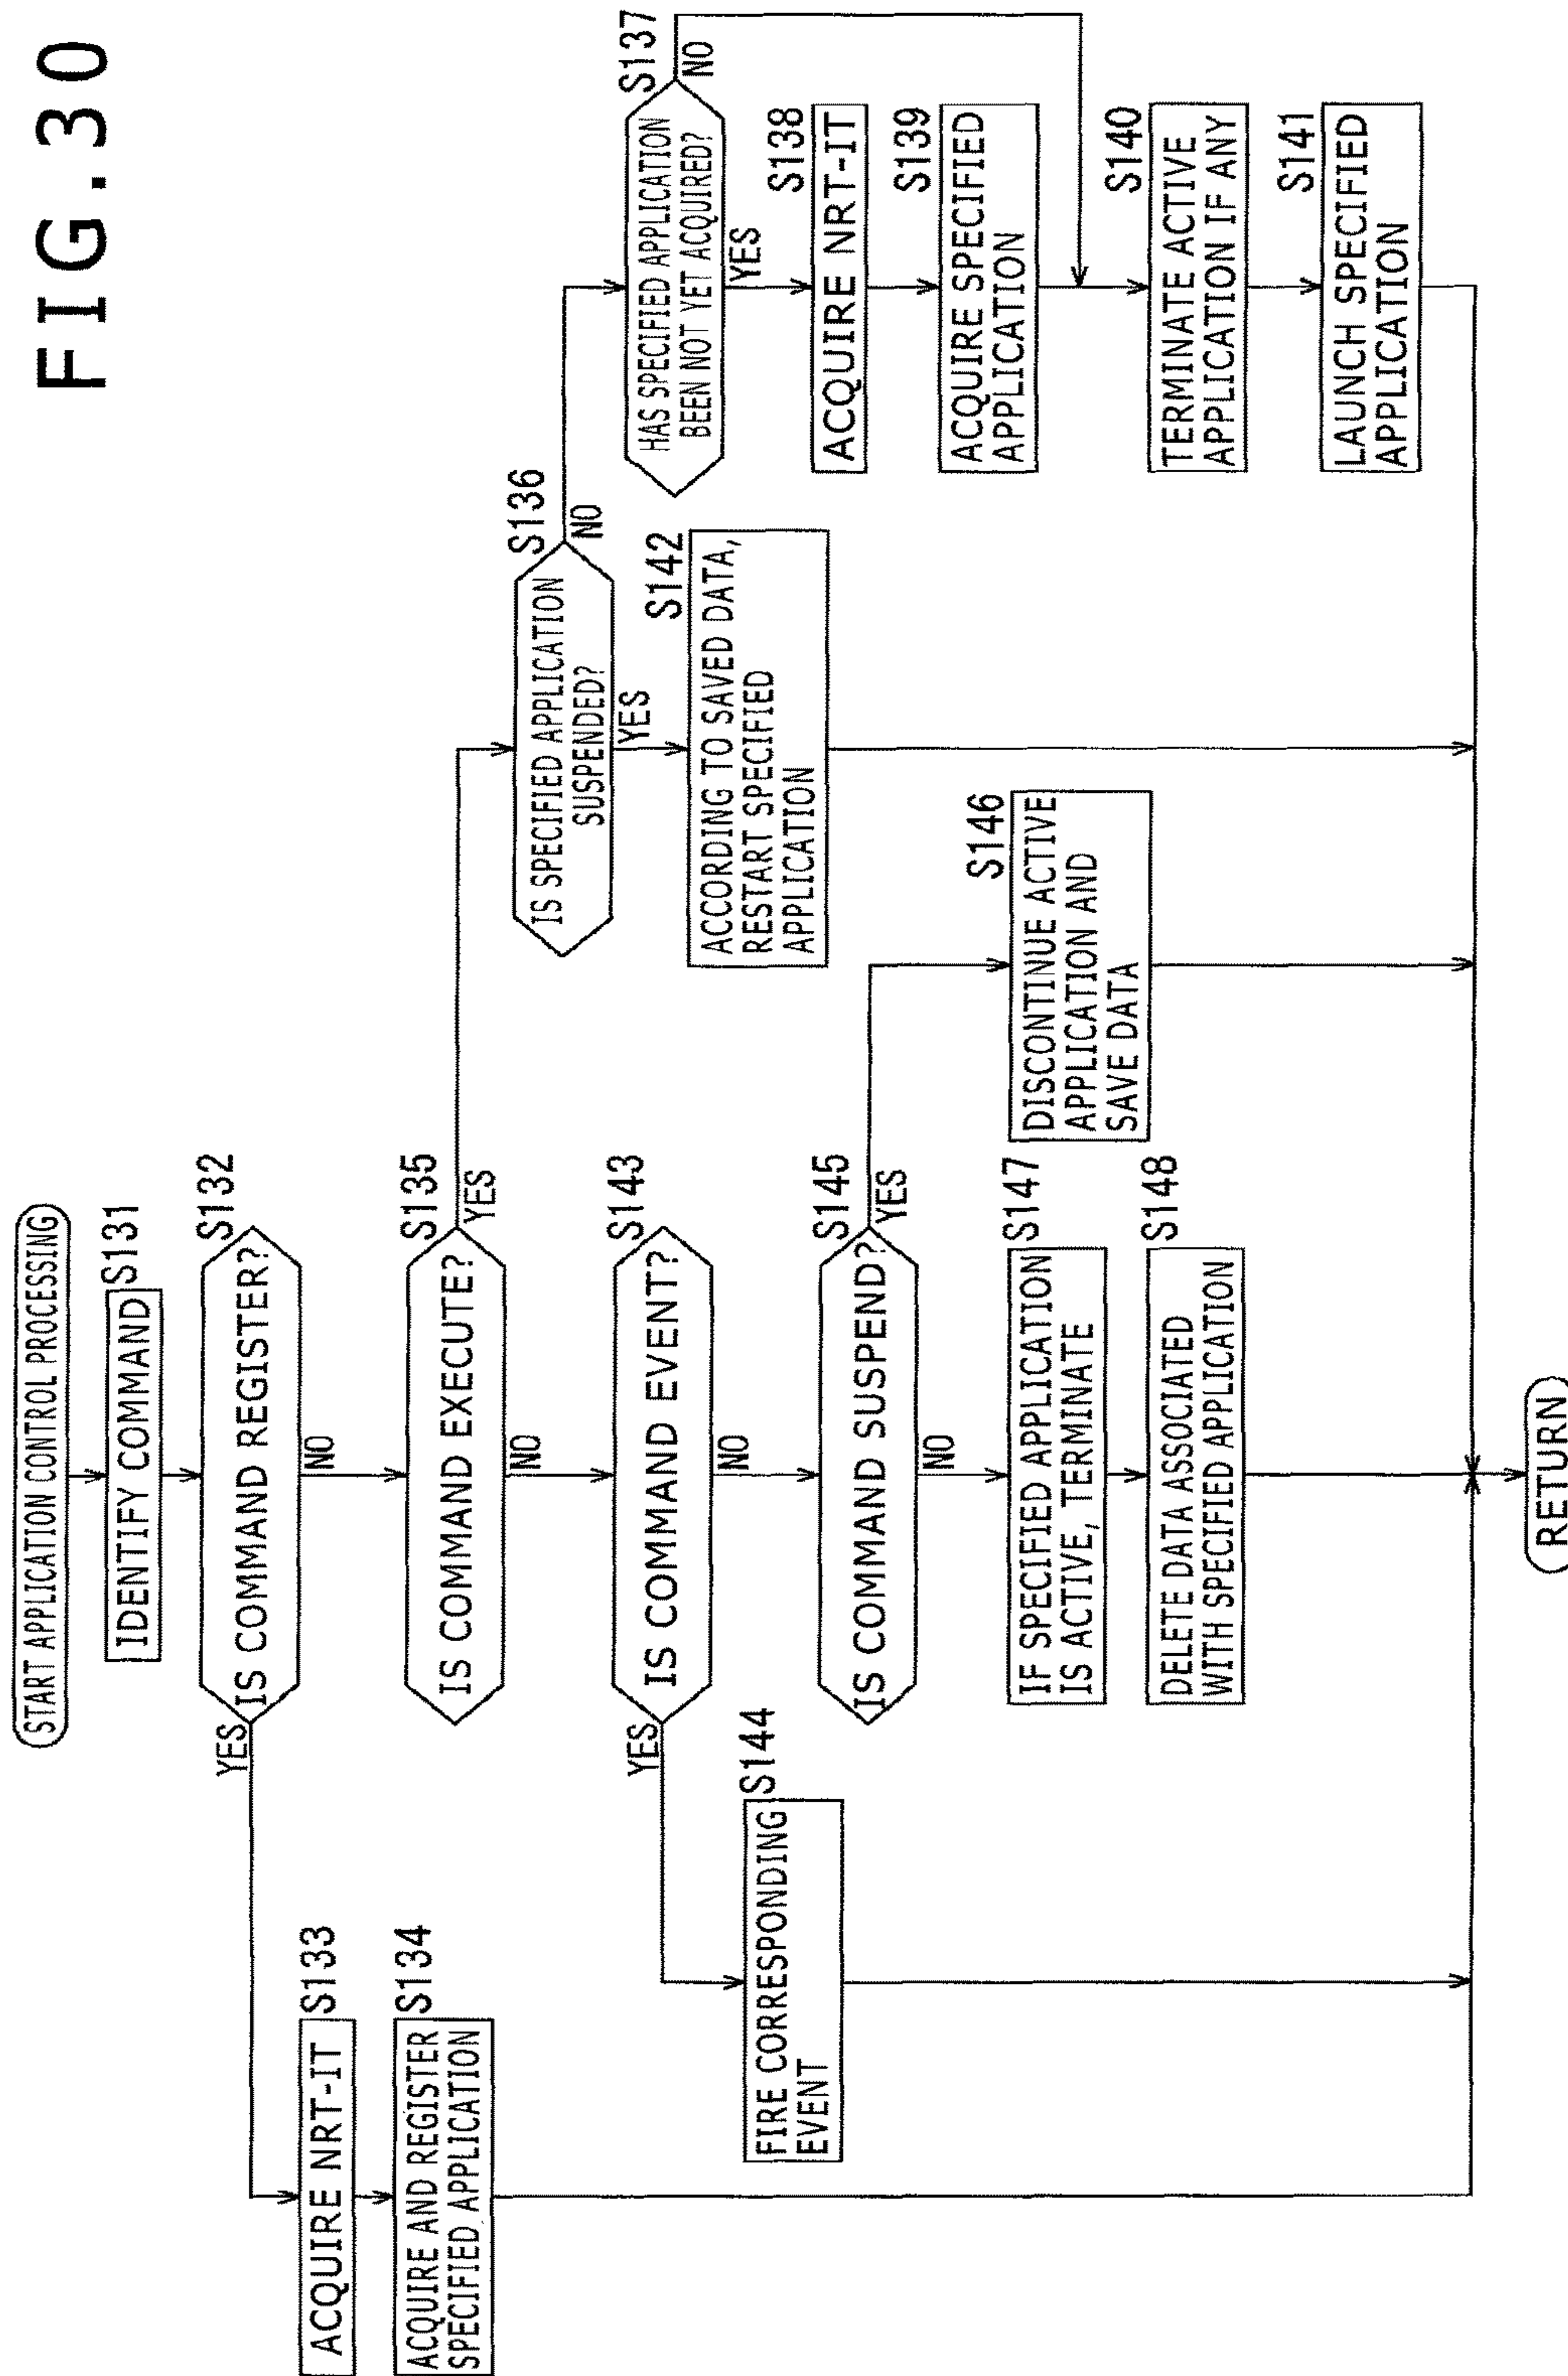 FIG.30
START APPLICATION CONTROL PROCESSING
IDENTIFY COMMAND
S131
IS COMMAND REGISTER?
S132
YES
NO
ACQUIRE NRT-IT
S133
ACQUIRE AND REGISTER
SPECIFIED APPLICATION
S134
IS COMMAND EXECUTE?
S135
YES
NO
IS SPECIFIED APPLICATION
SUSPENDED?
S136
NO
YES
HAS SPECIFIED APPLICATION
BEEN NOT YET ACQUIRED?
S137
NO
YES
ACQUIRE NRT-IT
S138
ACQUIRE SPECIFIED
APPLICATION
S139
TERMINATE ACTIVE
APPLICATION IF ANY
S140
LAUNCH SPECIFIED
APPLICATION
S141
ACCORDING TO SAVED DATA,
RESTART SPECIFIED
APPLICATION
S142
IS COMMAND EVENT?
S143
YES
NO
FIRE CORRESPONDING
EVENT
S144
IS COMMAND SUSPEND?
S145
YES
NO
DISCONTINUE ACTIVE
APPLICATION AND
SAVE DATA
S146
IF SPECIFIED APPLICATION
IS ACTIVE, TERMINATE
S147
DELETE DATA ASSOCIATED
WITH SPECIFIED APPLICATION
S148
RETURN